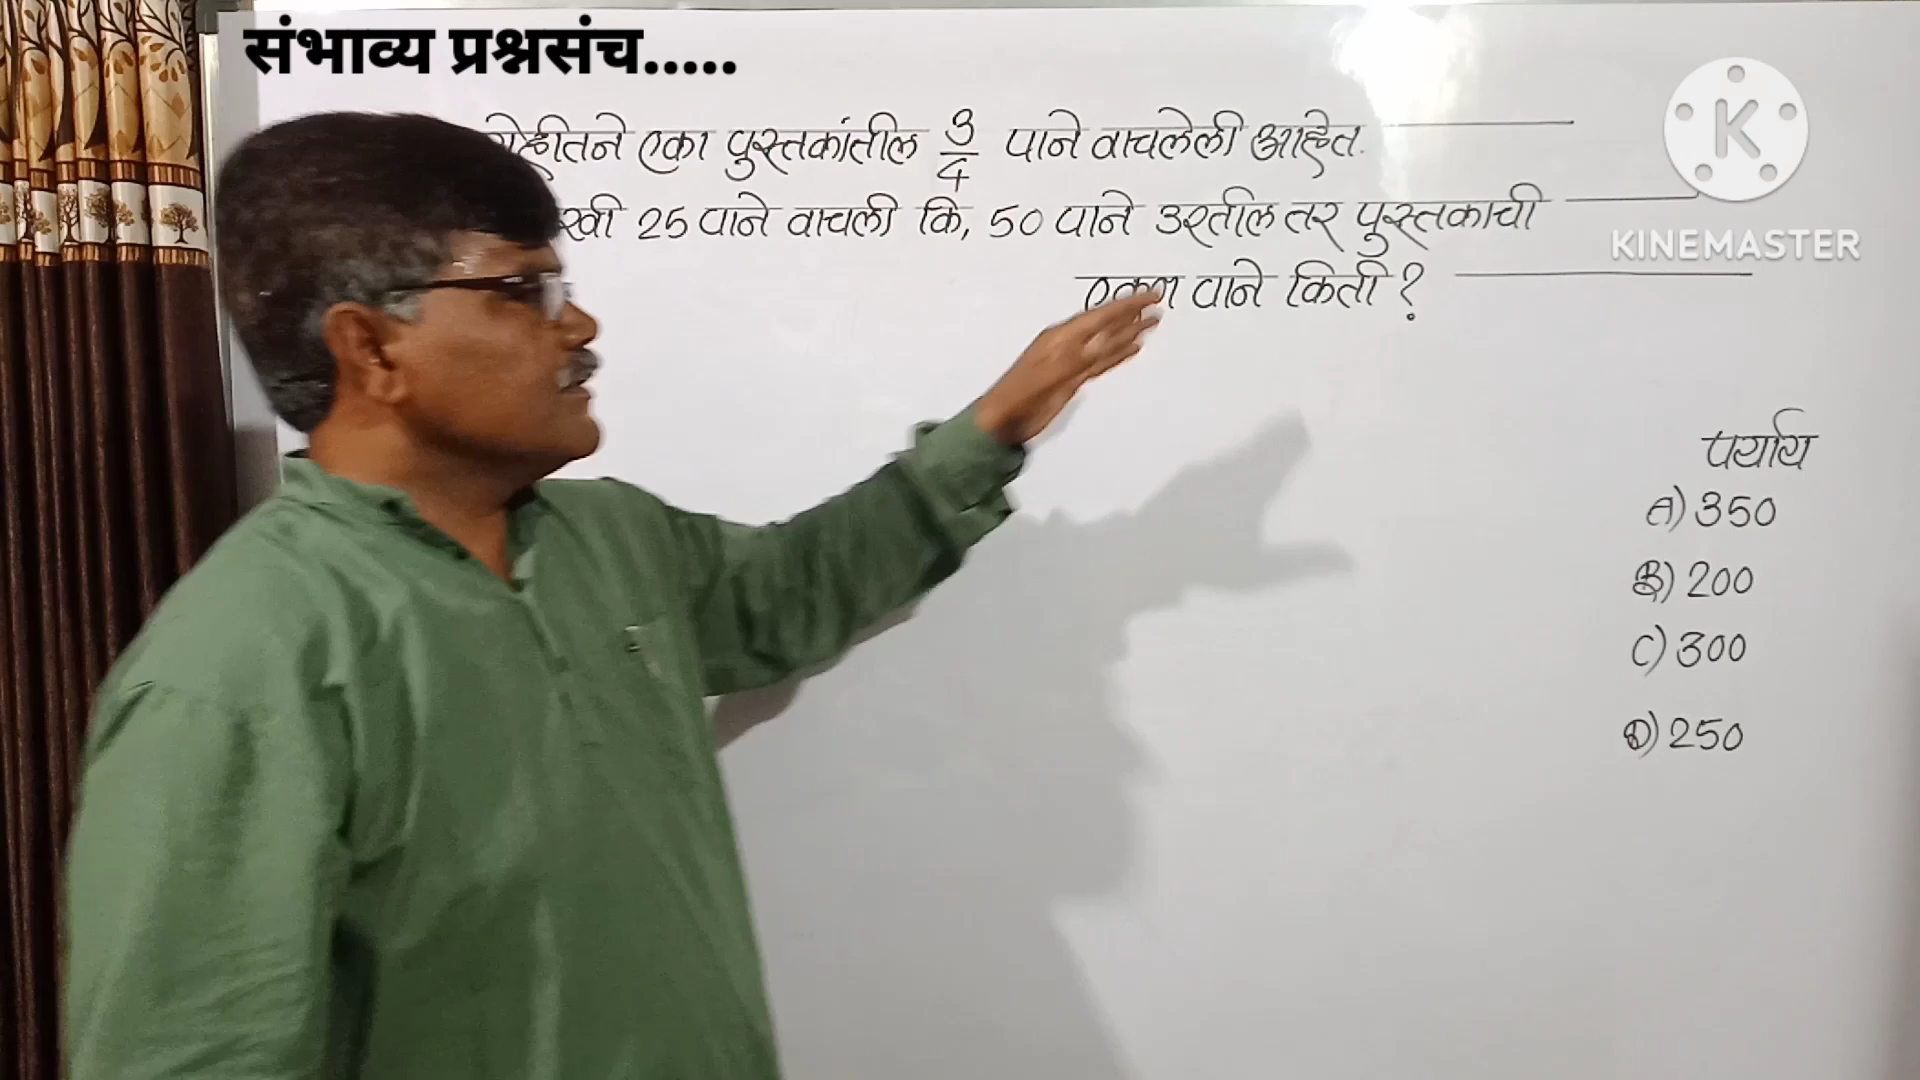 संभाव्य प्रश्नसंच.....
एका पुस्तकांतील 3/4 पाने वाचलेली आहेत.
25 पाने वाचली कि, 50 पाने उरतील तर पुस्तकाची
एकूण पाने किती ?
पर्याय
A) 350
B) 200
C) 300
D) 250
K
KINEMASTER